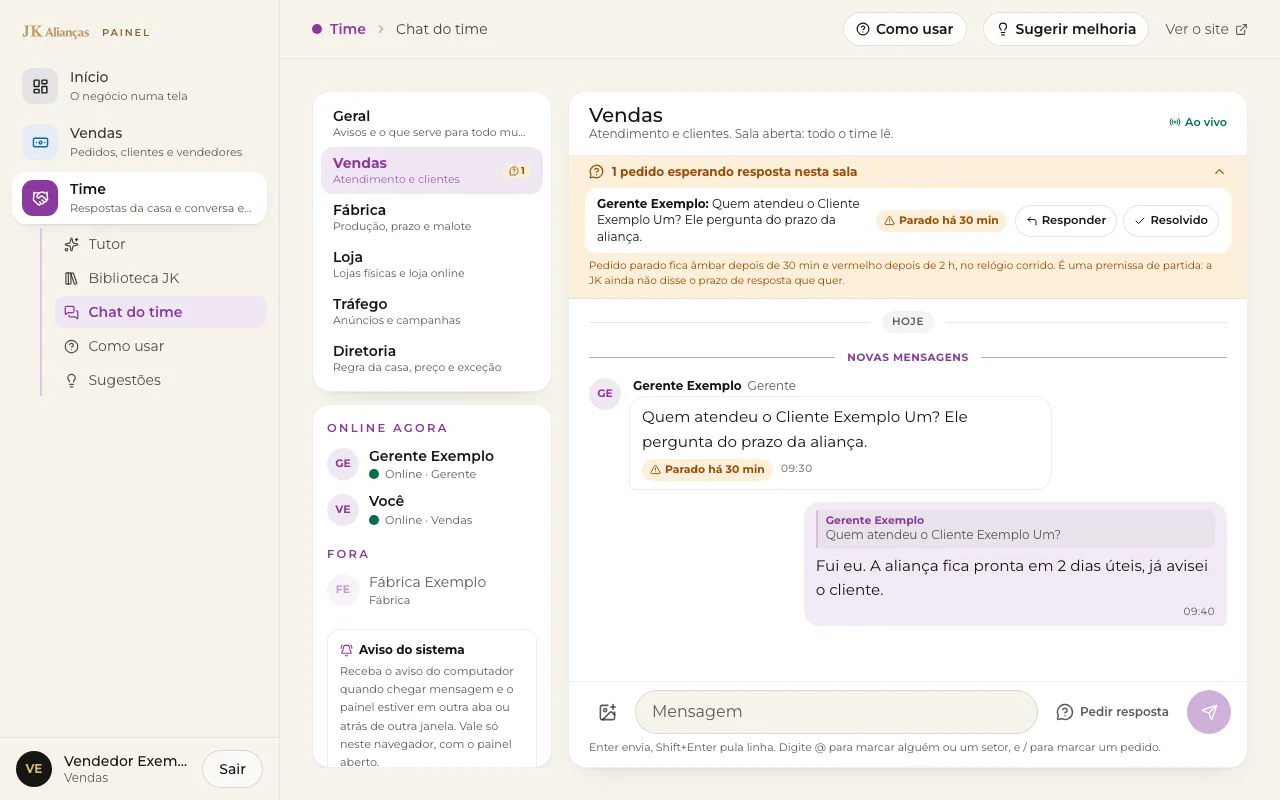 JK Alianças PAINEL
Início
O negócio numa tela
Vendas
Pedidos, clientes e vendedores
Time
Respostas da casa e conversa e...
Tutor
Biblioteca JK
Chat do time
Como usar
Sugestões
VE
Vendedor Exem...
Vendas
Sair
Time
Chat do time
Como usar
Sugerir melhoria
Ver o site
Geral
Avisos e o que serve para todo mu...
Vendas
Atendimento e clientes
1
Fábrica
Produção, prazo e malote
Loja
Lojas físicas e loja online
Tráfego
Anúncios e campanhas
Diretoria
Regra da casa, preço e exceção
ONLINE AGORA
GE
Gerente Exemplo
Online · Gerente
VE
Você
Online · Vendas
FORA
FE
Fábrica Exemplo
Fábrica
Aviso do sistema
Receba o aviso do computador
quando chegar mensagem e o
painel estiver em outra aba ou
atrás de outra janela. Vale só
neste navegador, com o painel
aberto.
Vendas
Atendimento e clientes. Sala aberta: todo o time lê.
Ao vivo
1 pedido esperando resposta nesta sala
Gerente Exemplo: Quem atendeu o Cliente
Exemplo Um? Ele pergunta do prazo da
aliança.
Parado há 30 min
Responder
Resolvido
Pedido parado fica âmbar depois de 30 min e vermelho depois de 2 h, no relógio corrido. É uma premissa de partida: a
JK ainda não disse o prazo de resposta que quer.
HOJE
NOVAS MENSAGENS
GE
Gerente Exemplo Gerente
Quem atendeu o Cliente Exemplo Um? Ele
pergunta do prazo da aliança.
Parado há 30 min 09:30
Gerente Exemplo
Quem atendeu o Cliente Exemplo Um?
Fui eu. A aliança fica pronta em 2 dias úteis, já avisei
o cliente.
09:40
Mensagem
Pedir resposta
Enter envia, Shift+Enter pula linha. Digite @ para marcar alguém ou um setor, e / para marcar um pedido.